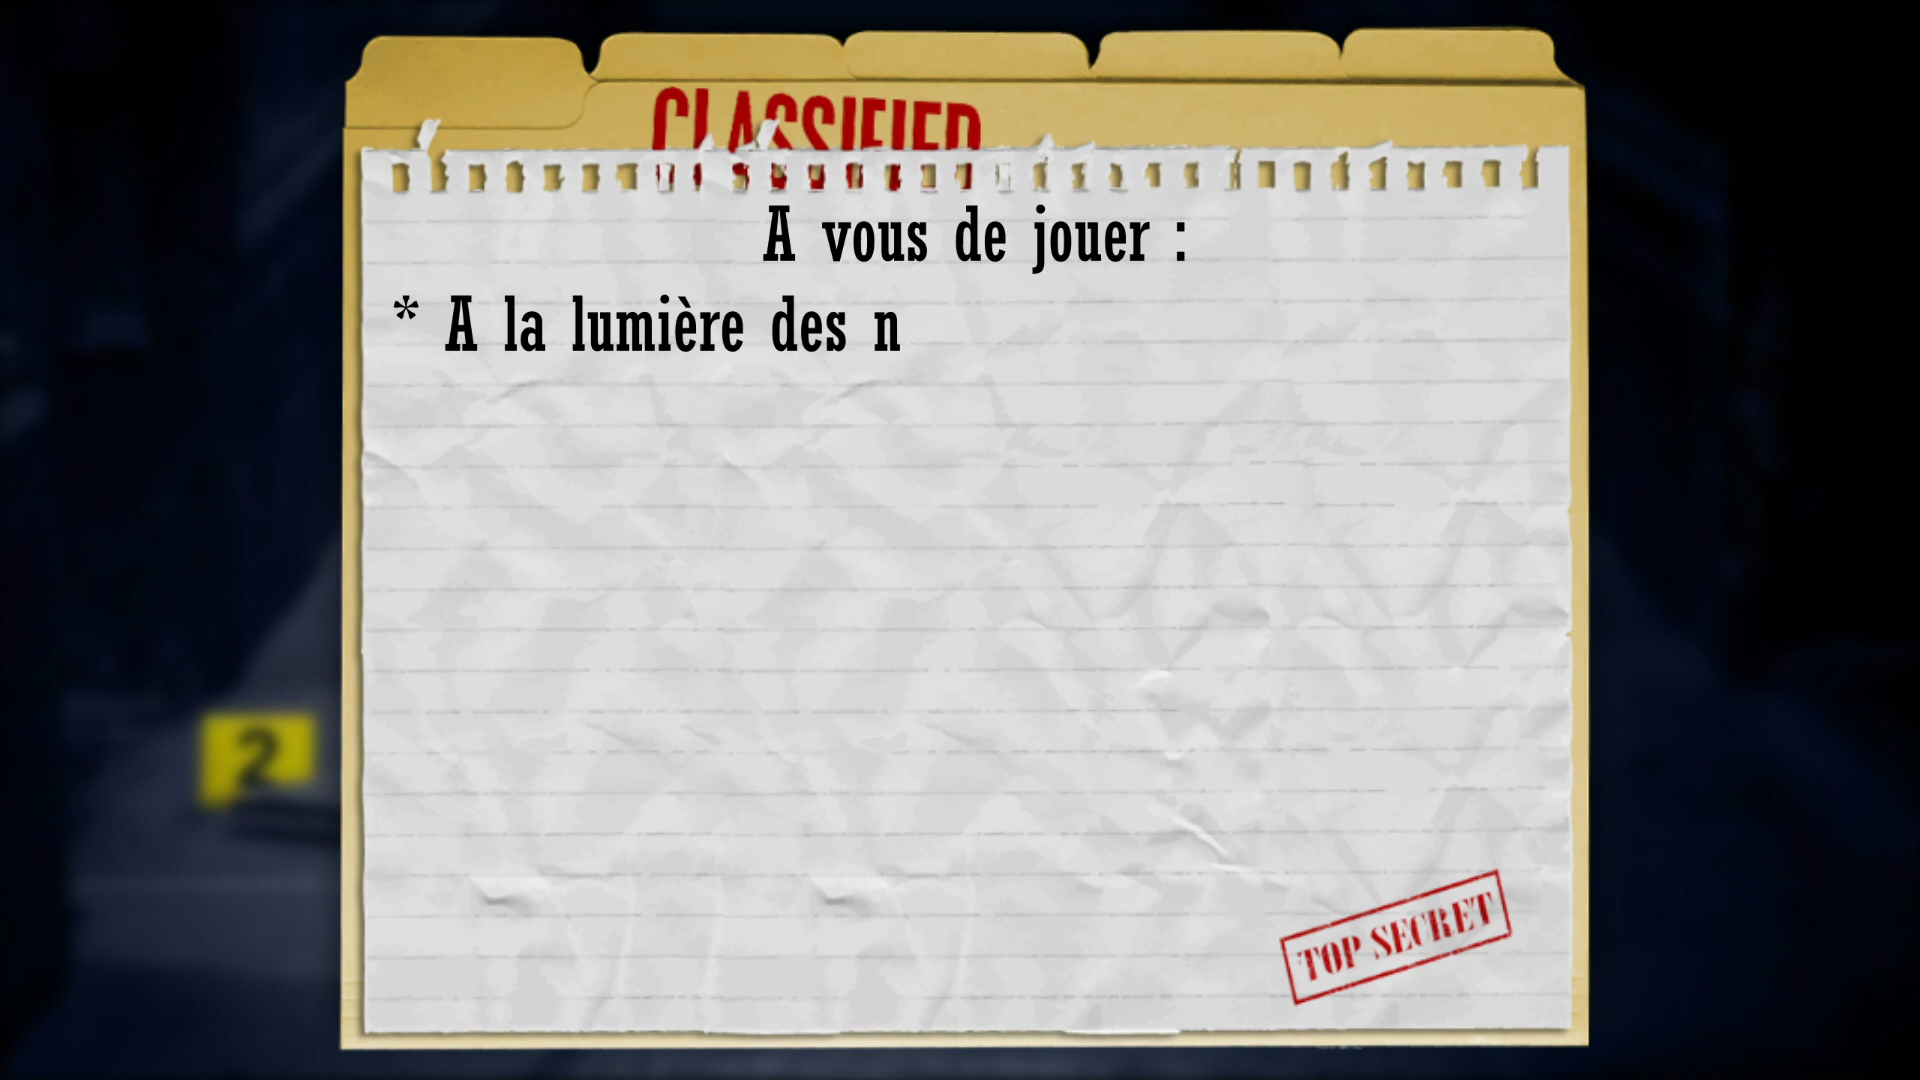 CLASSIFIED
A vous de jouer :
* A la lumière des n
2
TOP SECRET